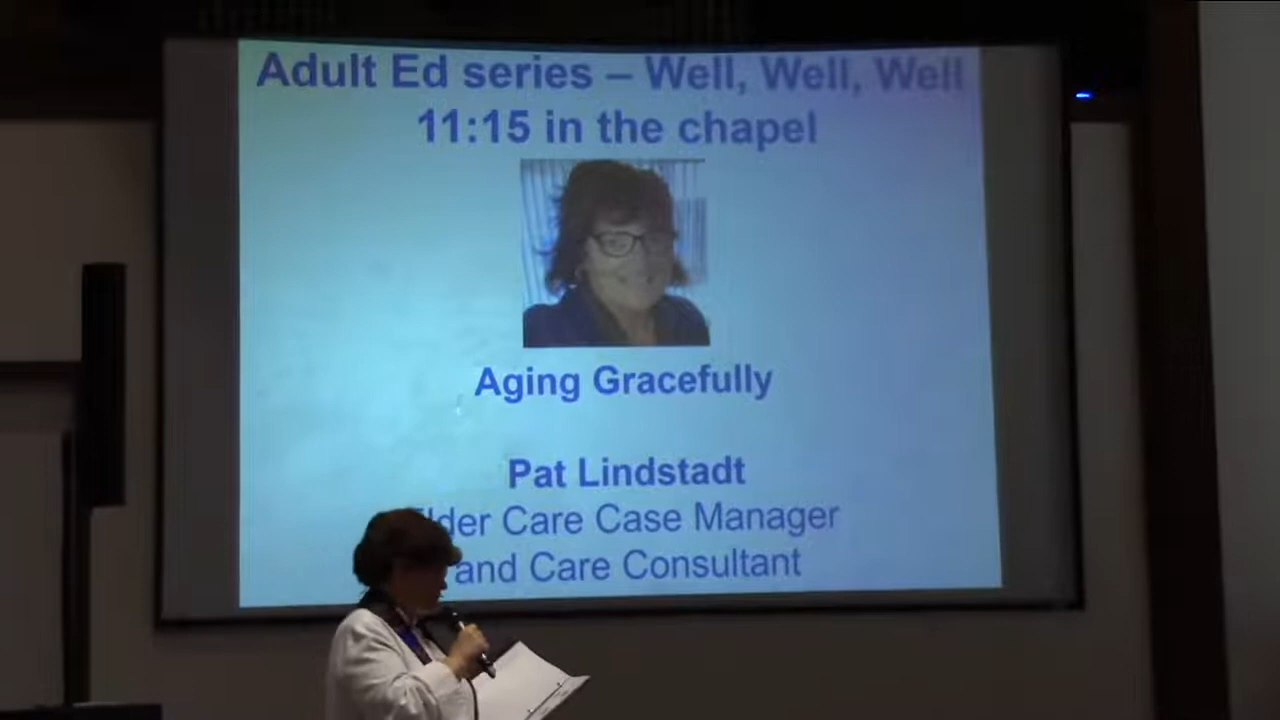 Adult Ed series – Well, Well, Well
11:15 in the chapel
Aging Gracefully
Pat Lindstadt
Elder Care Case Manager
and Care Consultant